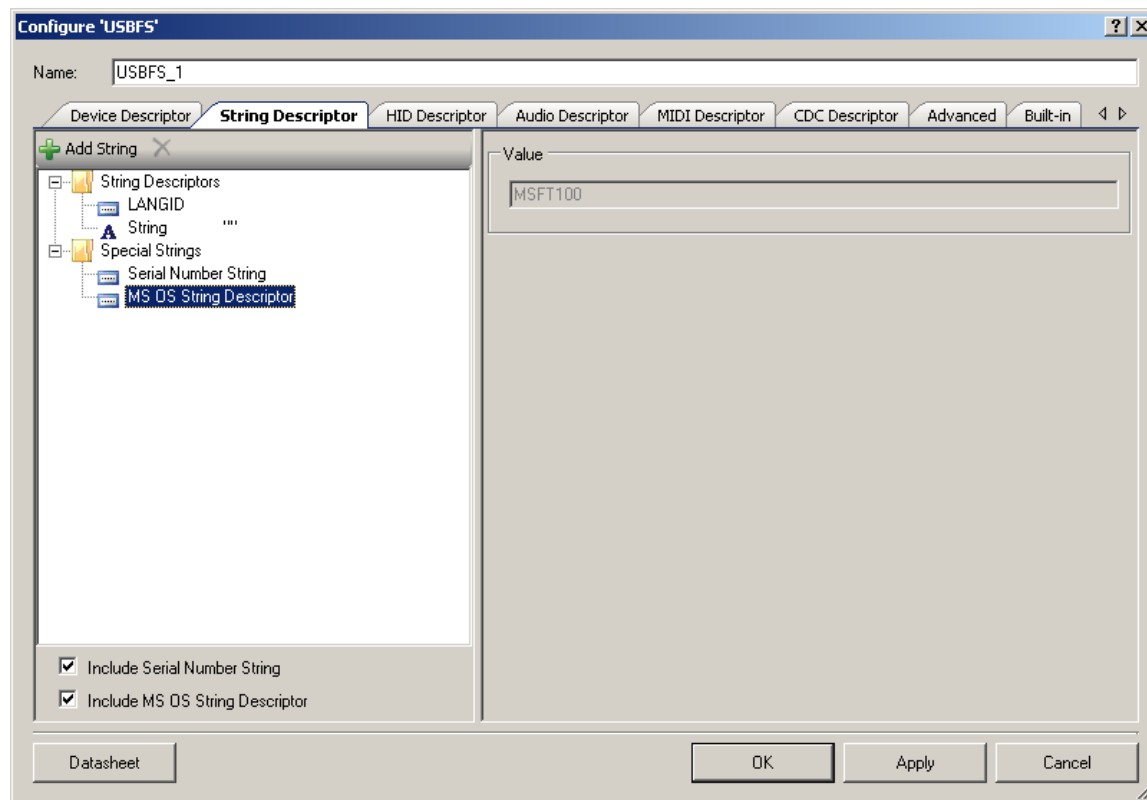 Configure 'USBFS'
Name: USBFS_1
Device Descriptor String Descriptor HID Descriptor Audio Descriptor MIDI Descriptor CDC Descriptor Advanced Built-in
Add String
String Descriptors
LANGID
String ""
Special Strings
Serial Number String
MS OS String Descriptor
Value
MSFT100
Include Serial Number String
Include MS OS String Descriptor
Datasheet OK Apply Cancel